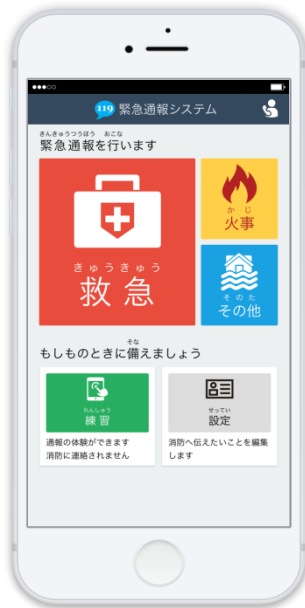 119 緊急通報システム
きんきゅうつうほう おこな
緊急通報を行います
きゅうきゅう
救急
かじ
火事
そのた
その他
そな
もしものときに備えましょう
れんしゅう
練習
通報の体験ができます
消防に連絡されません
せってい
設定
消防へ伝えたいことを編集
します